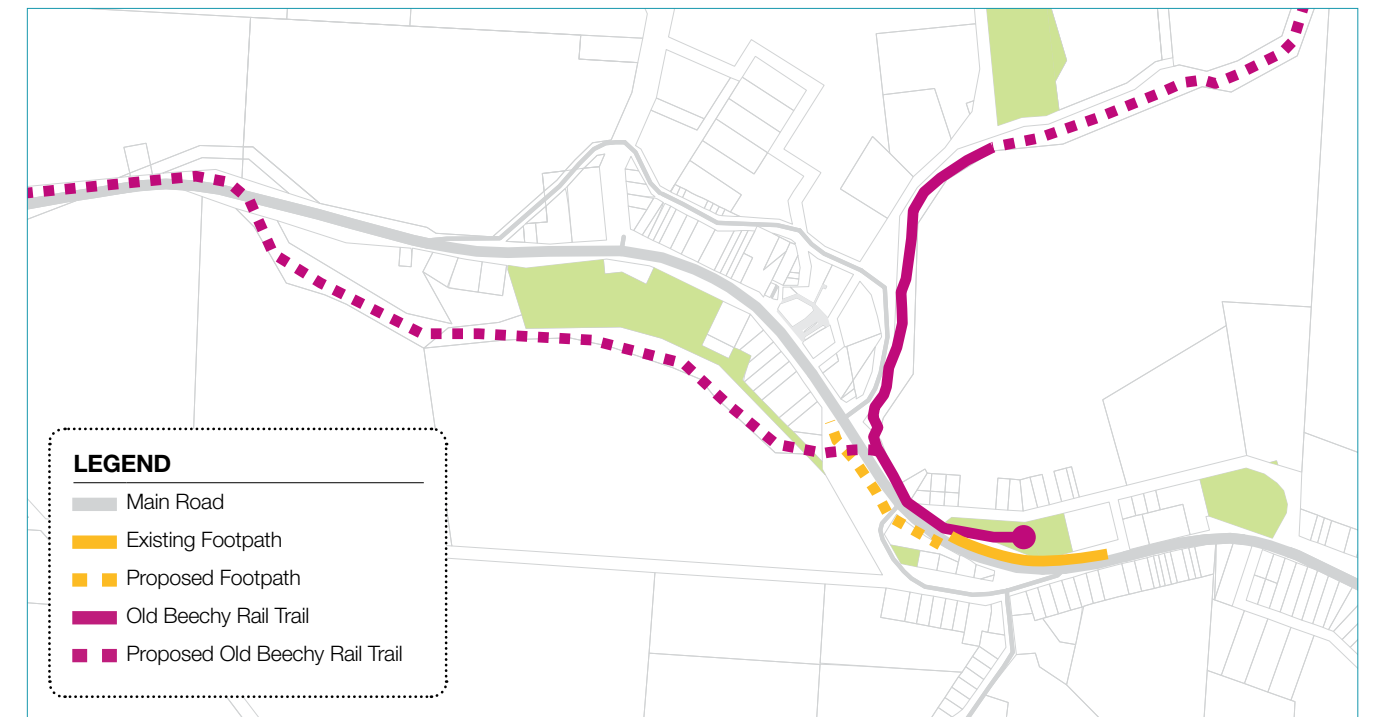 LEGEND
Main Road
Existing Footpath
Proposed Footpath
Old Beechy Rail Trail
Proposed Old Beechy Rail Trail